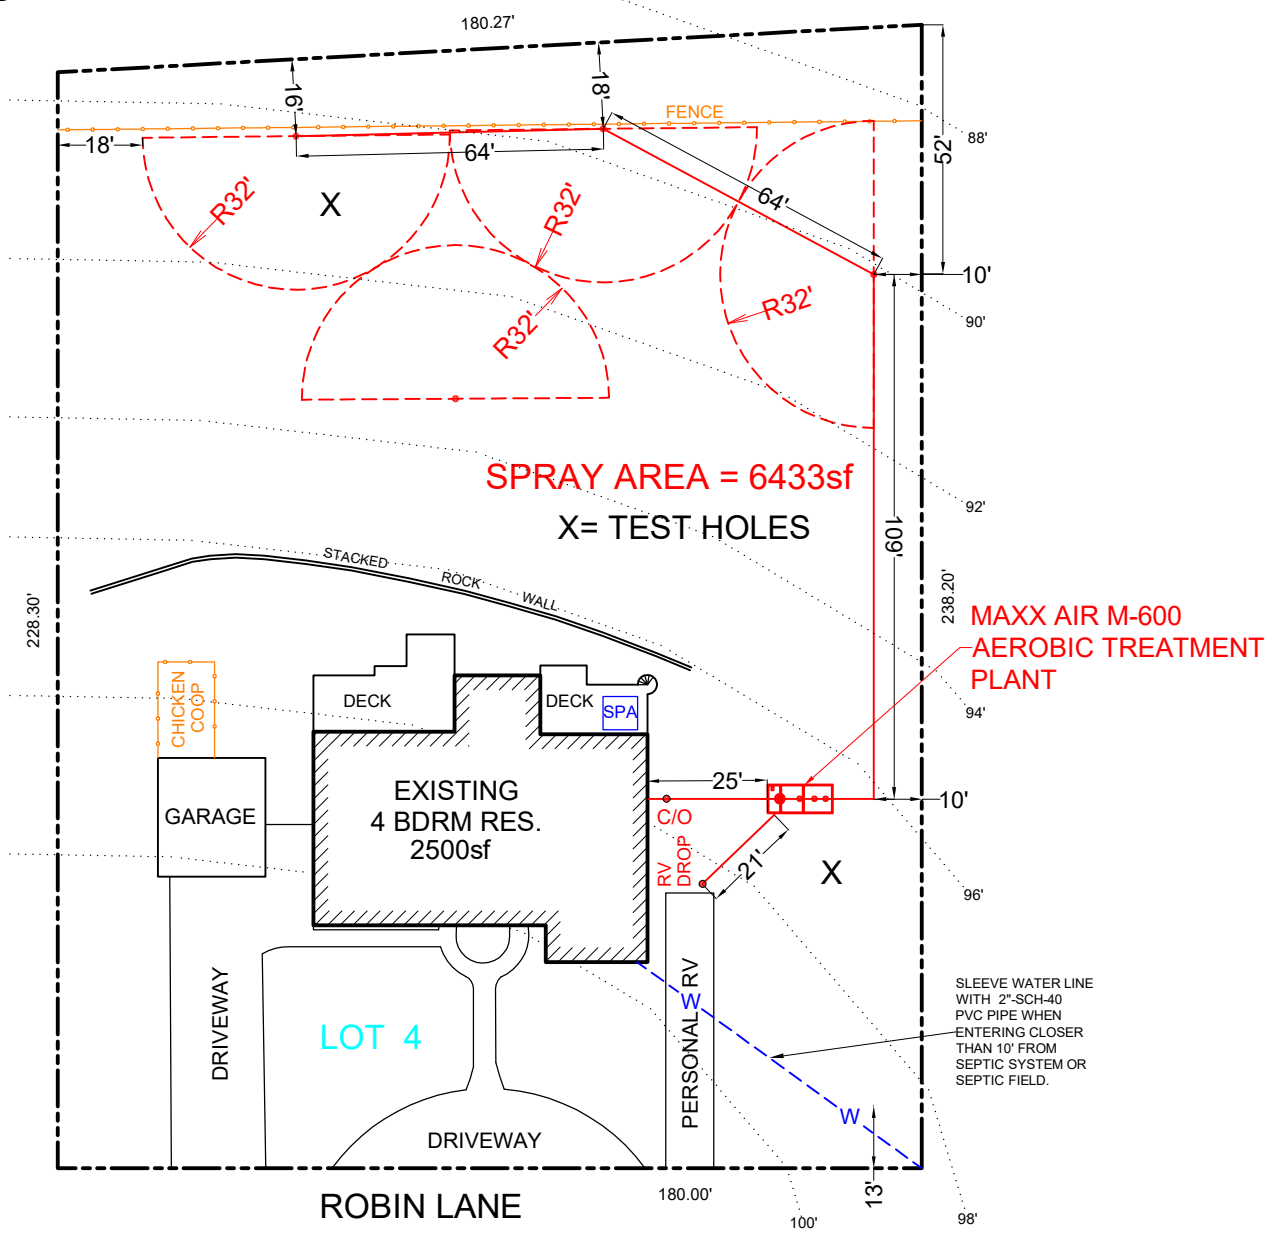 180.27'
16'
18'
FENCE
88'
18'
64'
52'
R32'
X
R32'
64'
10'
R32'
R32'
90'
SPRAY AREA = 6433sf
X= TEST HOLES
92'
109'
STACKED ROCK WALL
228.30'
238.20'
MAXX AIR M-600
AEROBIC TREATMENT
PLANT
CHICKEN
COOP
DECK
DECK
SPA
94'
GARAGE
EXISTING
4 BDRM RES.
2500sf
25'
10'
C/O
RV
DROP
21'
X
96'
DRIVEWAY
LOT 4
PERSONAL RV
W
SLEEVE WATER LINE
WITH 2"-SCH-40
PVC PIPE WHEN
ENTERING CLOSER
THAN 10' FROM
SEPTIC SYSTEM OR
SEPTIC FIELD.
W
DRIVEWAY
ROBIN LANE
180.00'
13'
100'
98'